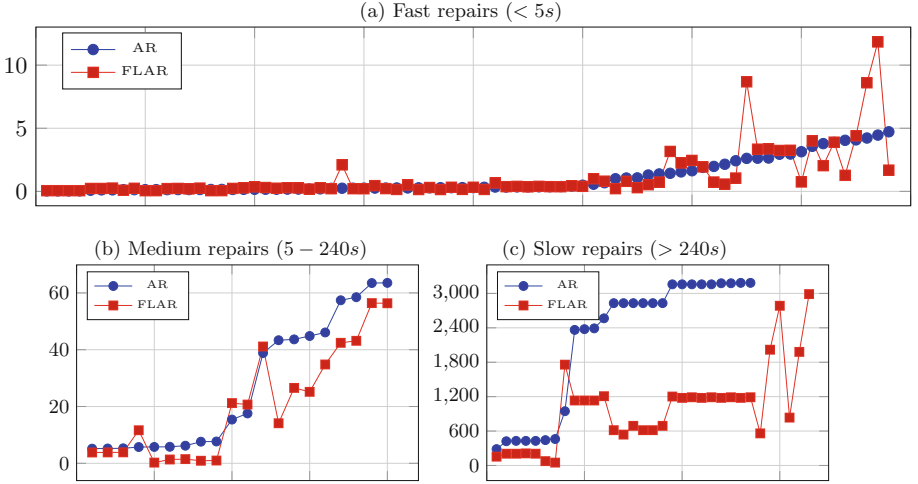 (a) Fast repairs (< 5s)
AR
FLAR
10
5
0
(b) Medium repairs (5 − 240s)
AR
FLAR
60
40
20
0
(c) Slow repairs (> 240s)
AR
FLAR
3,000
2,400
1,800
1,200
600
0